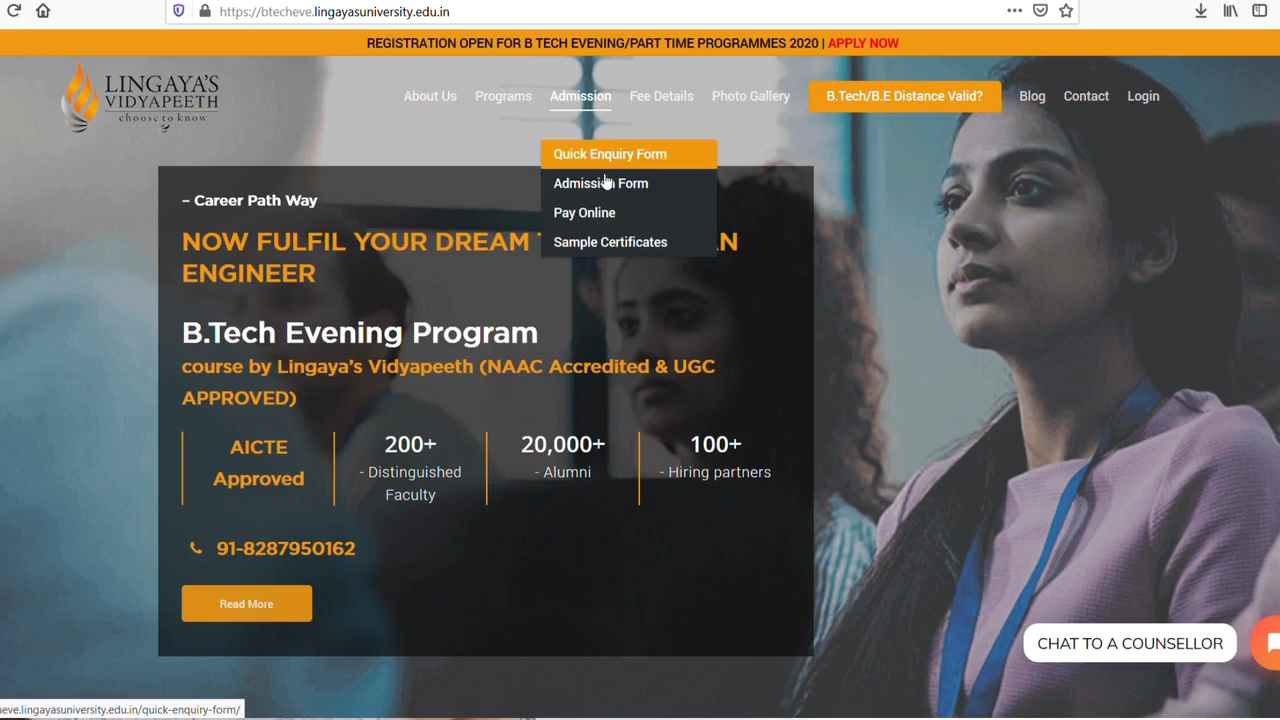 https://btecheve.lingayasuniversity.edu.in
REGISTRATION OPEN FOR B TECH EVENING/PART TIME PROGRAMMES 2020 | APPLY NOW
LINGAYA'S
VIDYAPEETH
choose to know
About Us Programs Admission Fee Details Photo Gallery B.Tech/B.E Distance Valid? Blog Contact Login
Quick Enquiry Form
Admission Form
Pay Online
Sample Certificates
– Career Path Way
NOW FULFIL YOUR DREAM AN
ENGINEER
B.Tech Evening Program
course by Lingaya's Vidyapeeth (NAAC Accredited & UGC
APPROVED)
AICTE
Approved
200+
- Distinguished
Faculty
20,000+
- Alumni
100+
- Hiring partners
91-8287950162
Read More
CHAT TO A COUNSELLOR
heve.lingayasuniversity.edu.in/quick-enquiry-form/